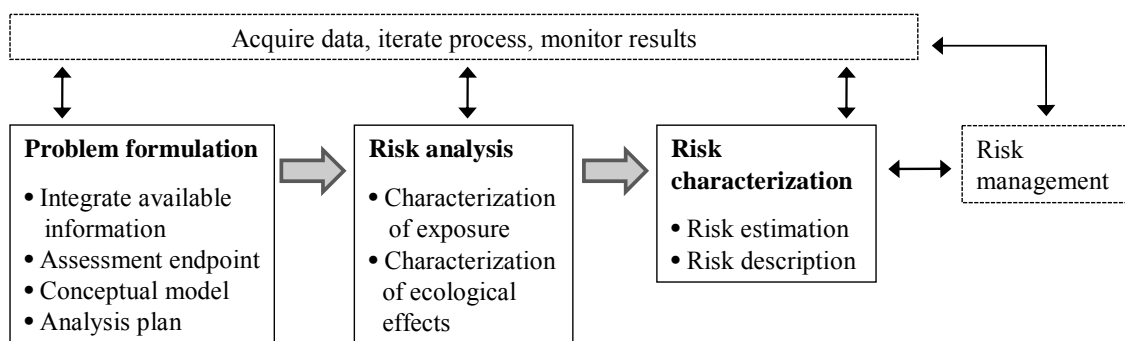 Acquire data, iterate process, monitor results
Problem formulation
• Integrate available
information
• Assessment endpoint
• Conceptual model
• Analysis plan
Risk analysis
• Characterization
of exposure
• Characterization
of ecological
effects
Risk
characterization
• Risk estimation
• Risk description
Risk
management